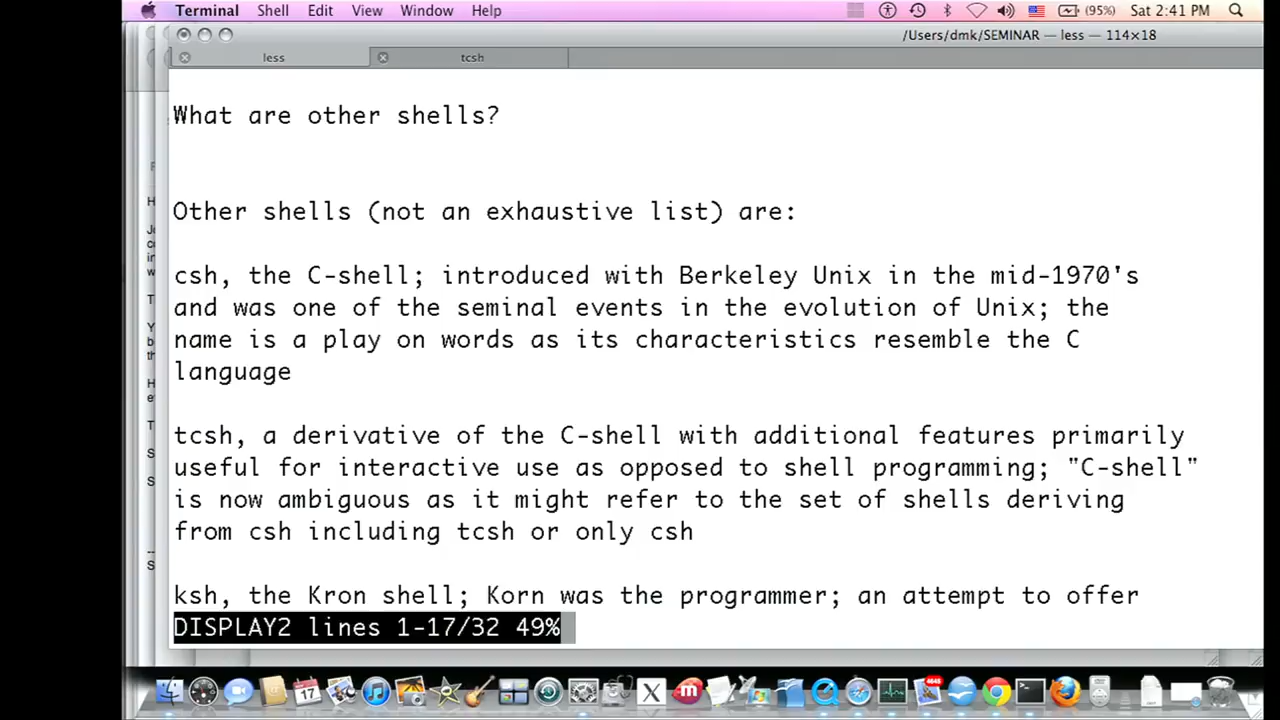 Terminal Shell Edit View Window Help (95%) Sat 2:41 PM
/Users/dmk/SEMINAR — less — 114×18
less tcsh
What are other shells?
Other shells (not an exhaustive list) are:
csh, the C-shell; introduced with Berkeley Unix in the mid-1970's
and was one of the seminal events in the evolution of Unix; the
name is a play on words as its characteristics resemble the C
language
tcsh, a derivative of the C-shell with additional features primarily
useful for interactive use as opposed to shell programming; "C-shell"
is now ambiguous as it might refer to the set of shells deriving
from csh including tcsh or only csh
ksh, the Kron shell; Korn was the programmer; an attempt to offer
DISPLAY2 lines 1-17/32 49%
17